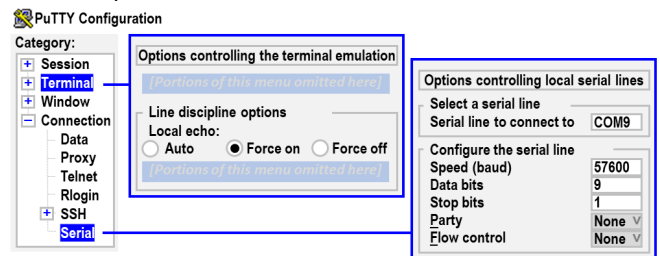 PuTTY Configuration
Category:
+ Session
+ Terminal
+ Window
− Connection
Data
Proxy
Telnet
Rlogin
+ SSH
Serial
Options controlling the terminal emulation
[Portions of this menu omitted here]
Line discipline options
Local echo:
Auto Force on Force off
[Portions of this menu omitted here]
Options controlling local serial lines
Select a serial line
Serial line to connect to COM9
Configure the serial line
Speed (baud) 57600
Data bits 9
Stop bits 1
Party None V
Flow control None V